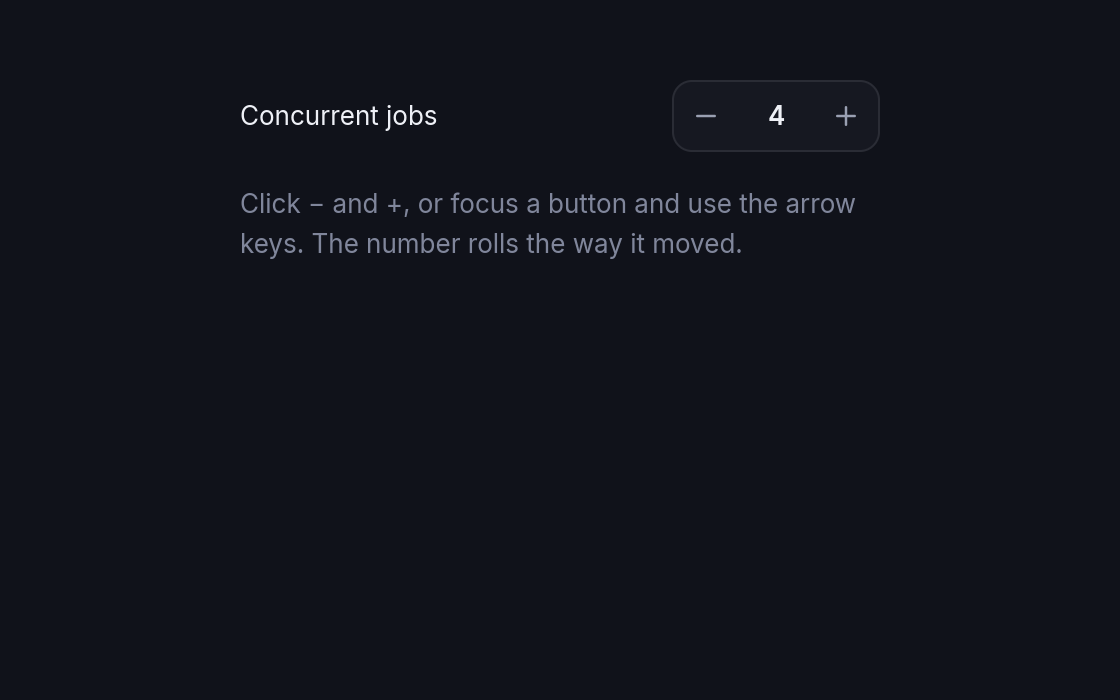 Concurrent jobs − 4 +
Click − and +, or focus a button and use the arrow
keys. The number rolls the way it moved.